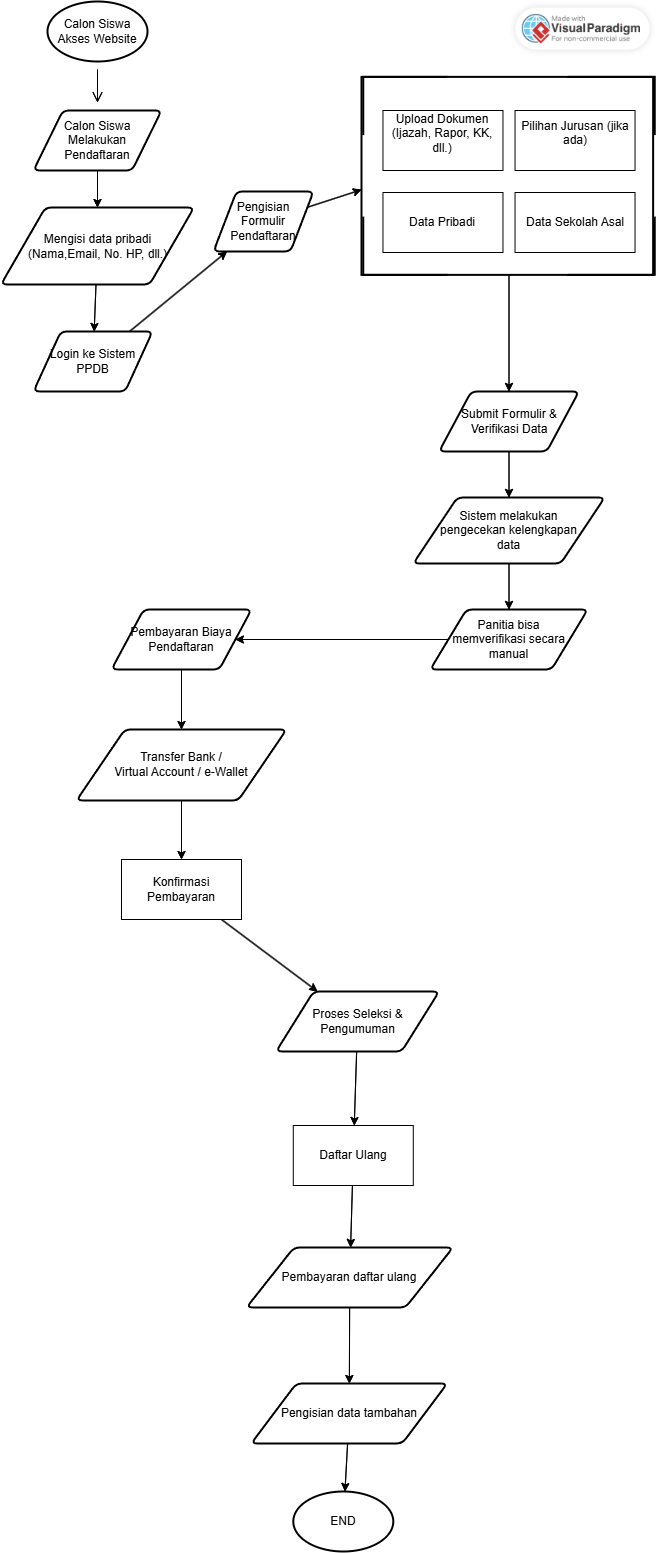 Calon Siswa
Akses Website
Made with
Visual Paradigm
For non-commercial use
Calon Siswa
Melakukan
Pendaftaran
Mengisi data pribadi
(Nama,Email, No. HP, dll.)
Login ke Sistem
PPDB
Pengisian
Formulir
Pendaftaran
Upload Dokumen
(Ijazah, Rapor, KK,
dll.)
Pilihan Jurusan (jika
ada)
Data Pribadi
Data Sekolah Asal
Submit Formulir &
Verifikasi Data
Sistem melakukan
pengecekan kelengkapan
data
Panitia bisa
memverifikasi secara
manual
Pembayaran Biaya
Pendaftaran
Transfer Bank /
Virtual Account / e-Wallet
Konfirmasi
Pembayaran
Proses Seleksi &
Pengumuman
Daftar Ulang
Pembayaran daftar ulang
Pengisian data tambahan
END